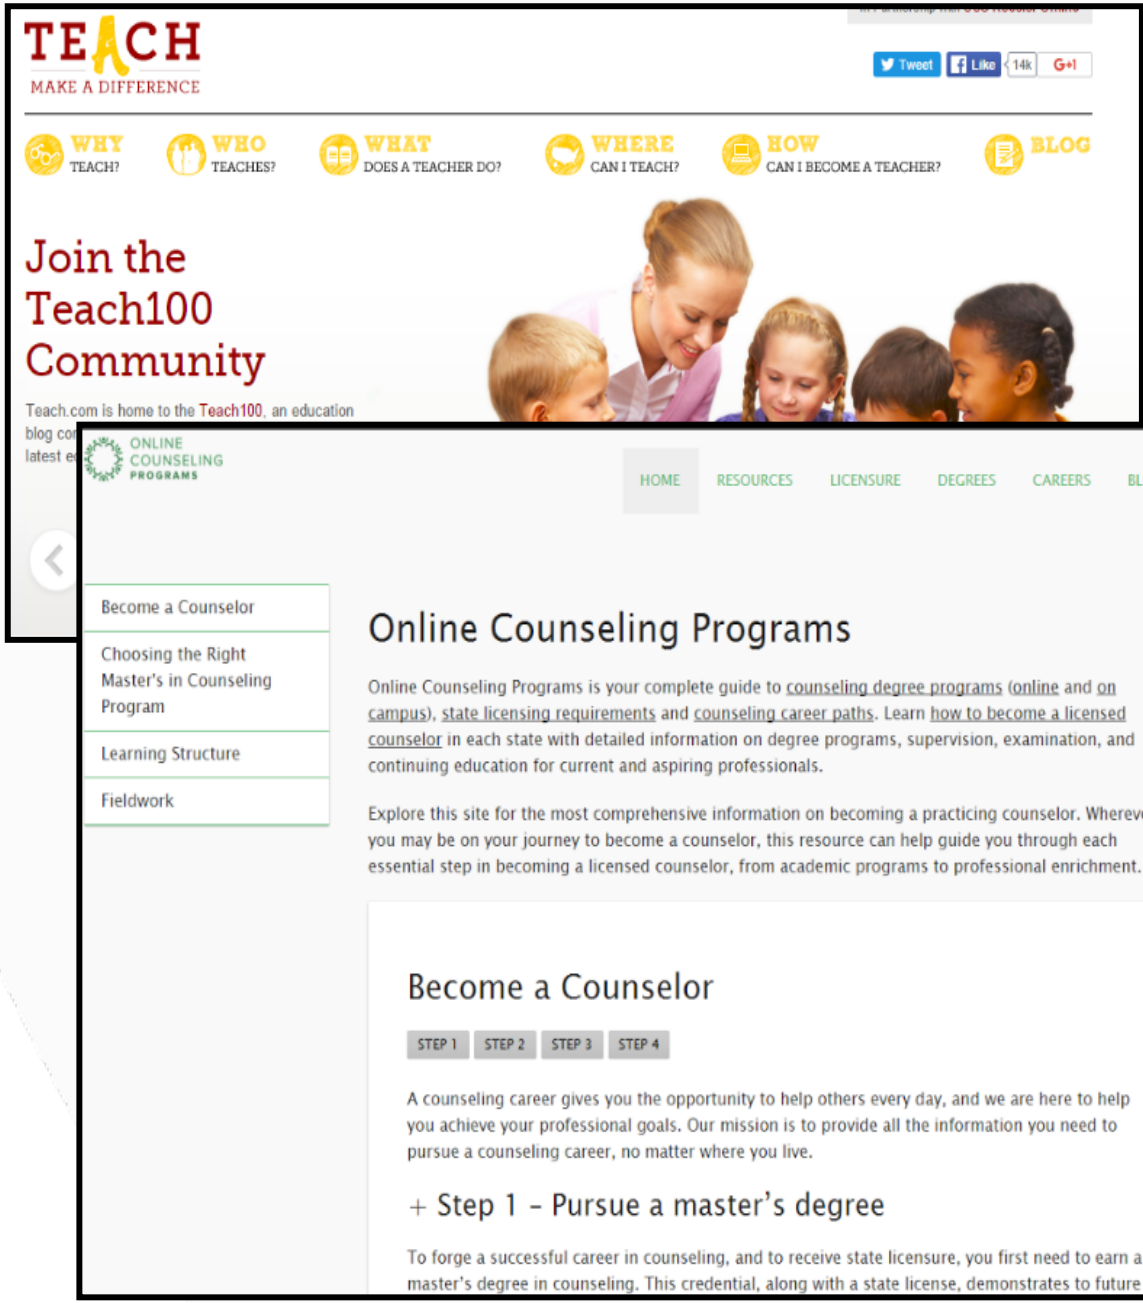 TEACH
MAKE A DIFFERENCE
Tweet
Like
14k
G+1
WHY
TEACH?
WHO
TEACHES?
WHAT
DOES A TEACHER DO?
WHERE
CAN I TEACH?
HOW
CAN I BECOME A TEACHER?
BLOG
Join the
Teach100
Community
Teach.com is home to the Teach100, an education
blog
latest
ONLINE
COUNSELING
PROGRAMS
HOME
RESOURCES
LICENSURE
DEGREES
CAREERS
Become a Counselor
Choosing the Right
Master's in Counseling
Program
Learning Structure
Fieldwork
Online Counseling Programs
Online Counseling Programs is your complete guide to counseling degree programs (online and on
campus), state licensing requirements and counseling career paths. Learn how to become a licensed
counselor in each state with detailed information on degree programs, supervision, examination, and
continuing education for current and aspiring professionals.
Explore this site for the most comprehensive information on becoming a practicing counselor.
you may be on your journey to become a counselor, this resource can help guide you through each
essential step in becoming a licensed counselor, from academic programs to professional enrichment.
Become a Counselor
STEP 1
STEP 2
STEP 3
STEP 4
A counseling career gives you the opportunity to help others every day, and we are here to help
you achieve your professional goals. Our mission is to provide all the information you need to
pursue a counseling career, no matter where you live.
+ Step 1 – Pursue a master's degree
To forge a successful career in counseling, and to receive state licensure, you first need to earn a
master's degree in counseling. This credential, along with a state license, demonstrates to future